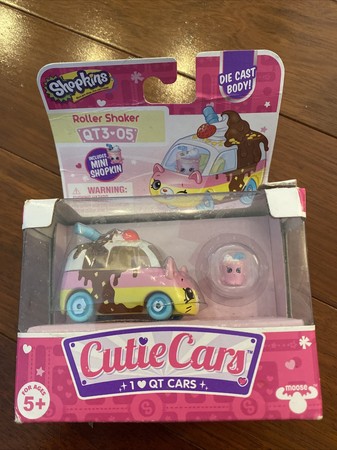 Shopkins
DIE CAST
BODY!
Roller Shaker
QT3•05
INCLUDES
MINI
SHOPKIN
WARNING:
Cutie Cars
1 ♥ QT CARS
FOR AGES
5+
moose